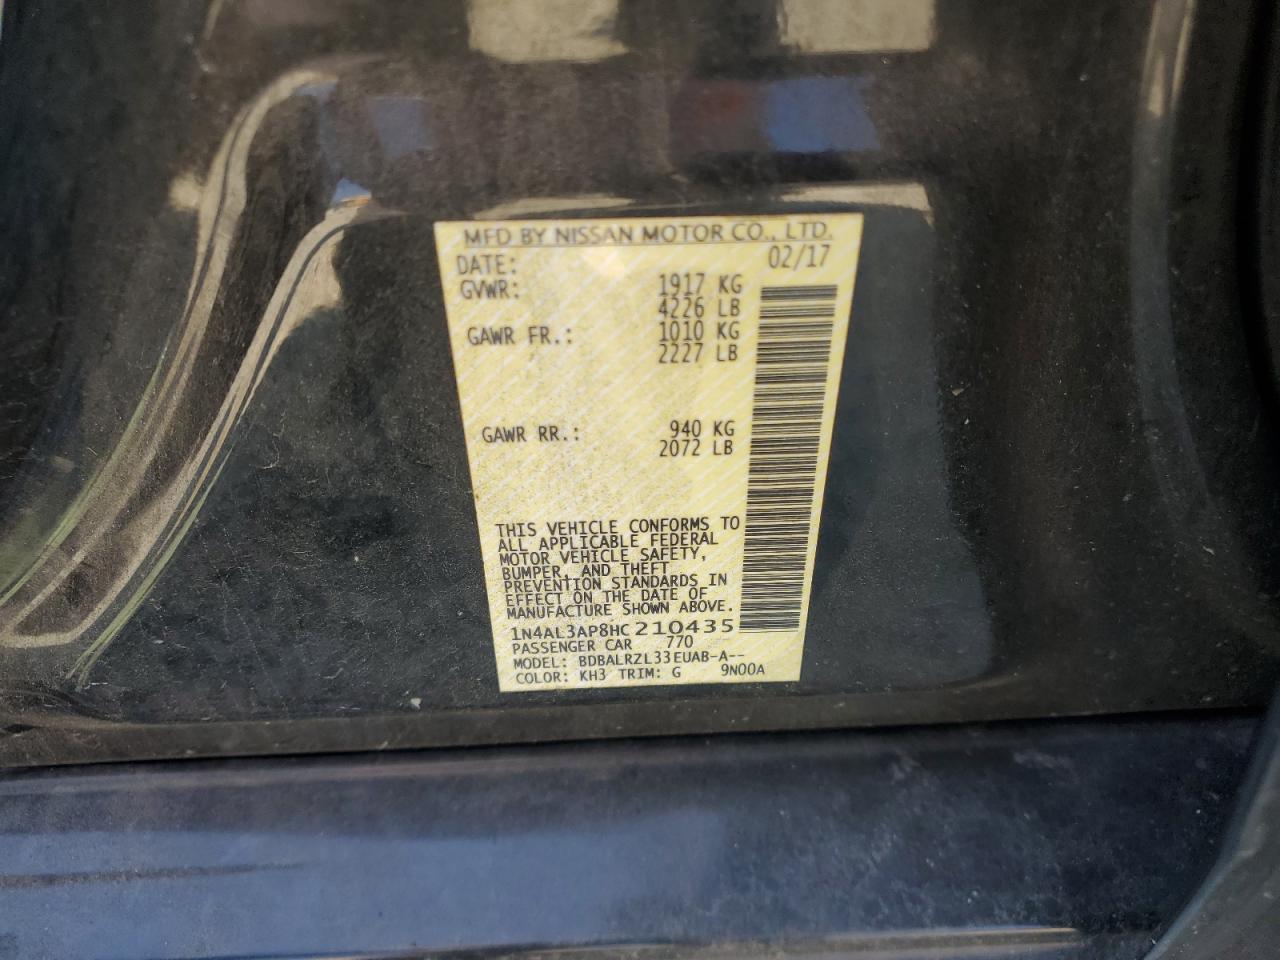 MFD BY NISSAN MOTOR CO., LTD.
DATE: 02/17
GVWR: 1917 KG
4226 LB
GAWR FR.: 1010 KG
2227 LB
GAWR RR.: 940 KG
2072 LB
THIS VEHICLE CONFORMS TO
ALL APPLICABLE FEDERAL
MOTOR VEHICLE SAFETY,
BUMPER, AND THEFT
PREVENTION STANDARDS IN
EFFECT ON THE DATE OF
MANUFACTURE SHOWN ABOVE.
1N4AL3AP8HC210435
PASSENGER CAR 770
MODEL: BDBALRZL33EUAB-A--
COLOR: KH3 TRIM: G 9N00A